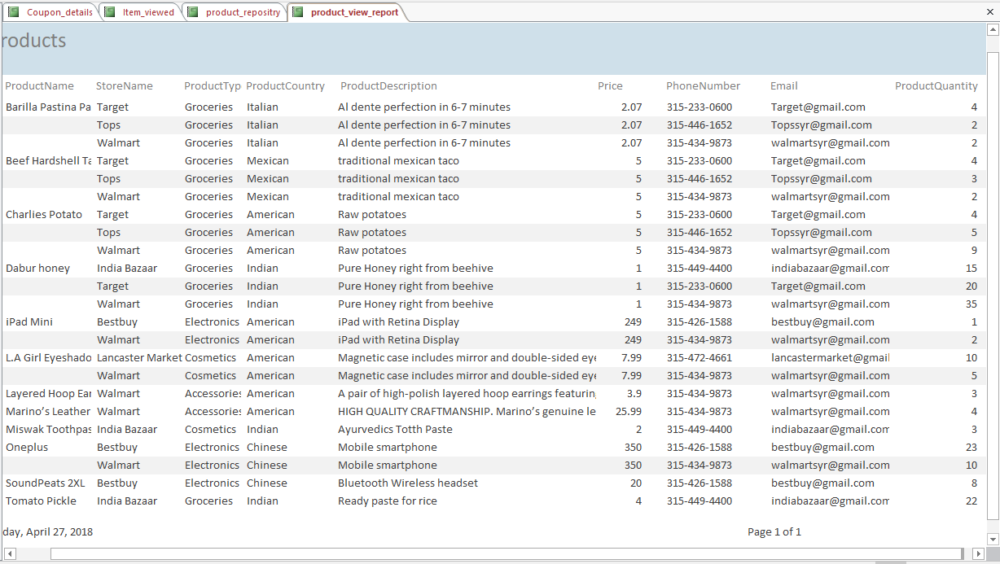 Coupon_details Item_viewed product_repositry product_view_report
roducts
ProductName StoreName ProductTyp ProductCountry ProductDescription Price PhoneNumber Email ProductQuantity
Barilla Pastina Pa Target Groceries Italian Al dente perfection in 6-7 minutes 2.07 315-233-0600 Target@gmail.com 4
Tops Groceries Italian Al dente perfection in 6-7 minutes 2.07 315-446-1652 Topssyr@gmail.com 2
Walmart Groceries Italian Al dente perfection in 6-7 minutes 2.07 315-434-9873 walmartsyr@gmail.com 2
Beef Hardshell Ta Target Groceries Mexican traditional mexican taco 5 315-233-0600 Target@gmail.com 4
Tops Groceries Mexican traditional mexican taco 5 315-446-1652 Topssyr@gmail.com 3
Walmart Groceries Mexican traditional mexican taco 5 315-434-9873 walmartsyr@gmail.com 2
Charlies Potato Target Groceries American Raw potatoes 5 315-233-0600 Target@gmail.com 4
Tops Groceries American Raw potatoes 5 315-446-1652 Topssyr@gmail.com 5
Walmart Groceries American Raw potatoes 5 315-434-9873 walmartsyr@gmail.com 9
Dabur honey India Bazaar Groceries Indian Pure Honey right from beehive 1 315-449-4400 indiabazaar@gmail.com 15
Target Groceries Indian Pure Honey right from beehive 1 315-233-0600 Target@gmail.com 20
Walmart Groceries Indian Pure Honey right from beehive 1 315-434-9873 walmartsyr@gmail.com 35
iPad Mini Bestbuy Electronics American iPad with Retina Display 249 315-426-1588 bestbuy@gmail.com 1
Walmart Electronics American iPad with Retina Display 249 315-434-9873 walmartsyr@gmail.com 2
L.A Girl Eyeshado Lancaster Market Cosmetics American Magnetic case includes mirror and double-sided eye 7.99 315-472-4661 lancastermarket@gmail 10
Walmart Cosmetics American Magnetic case includes mirror and double-sided eye 7.99 315-434-9873 walmartsyr@gmail.com 5
Layered Hoop Ear Walmart Accessories American A pair of high-polish layered hoop earrings featuring 3.9 315-434-9873 walmartsyr@gmail.com 3
Marino’s Leather Walmart Accessories American HIGH QUALITY CRAFTMANSHIP. Marino’s genuine le 25.99 315-434-9873 walmartsyr@gmail.com 4
Miswak Toothpas India Bazaar Cosmetics Indian Ayurvedics Totth Paste 2 315-449-4400 indiabazaar@gmail.com 3
Oneplus Bestbuy Electronics Chinese Mobile smartphone 350 315-426-1588 bestbuy@gmail.com 23
Walmart Electronics Chinese Mobile smartphone 350 315-434-9873 walmartsyr@gmail.com 10
SoundPeats 2XL Bestbuy Electronics Chinese Bluetooth Wireless headset 20 315-426-1588 bestbuy@gmail.com 8
Tomato Pickle India Bazaar Groceries Indian Ready paste for rice 4 315-449-4400 indiabazaar@gmail.com 22
day, April 27, 2018 Page 1 of 1